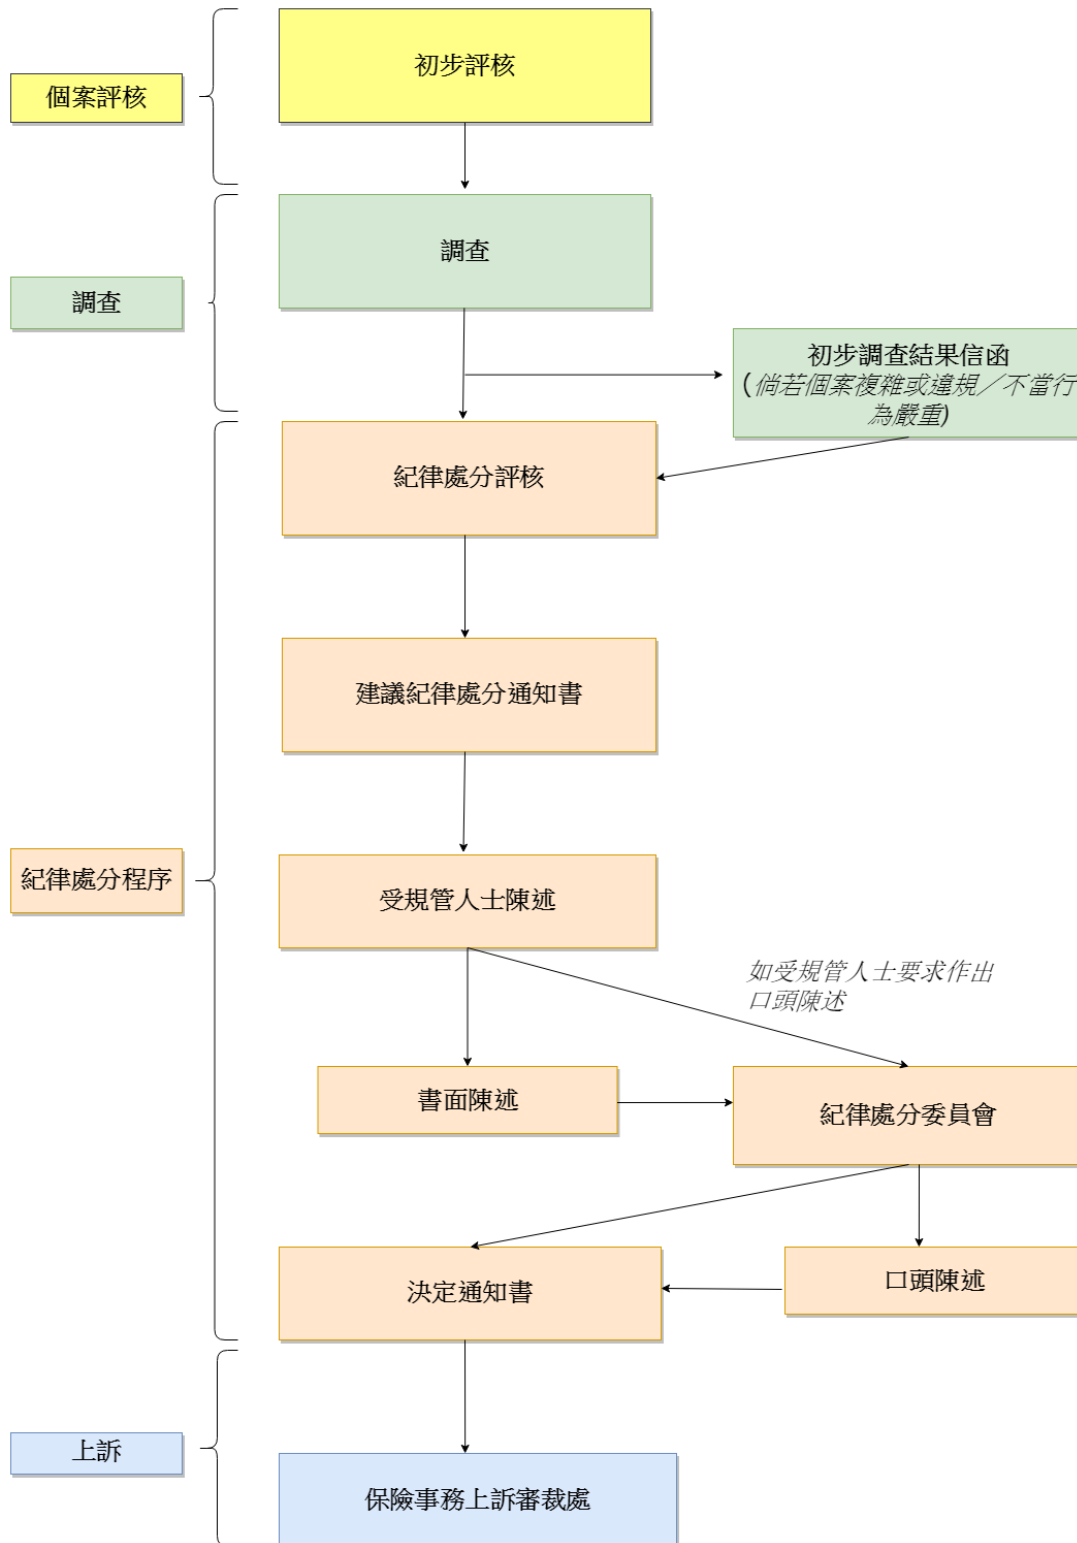 個案評核
初步評核
調查
調查
初步調查結果信函
(倘若個案複雜或違規／不當行
為嚴重)
紀律處分評核
建議紀律處分通知書
紀律處分程序
受規管人士陳述
如受規管人士要求作出
口頭陳述
書面陳述
紀律處分委員會
決定通知書
口頭陳述
上訴
保險事務上訴審裁處